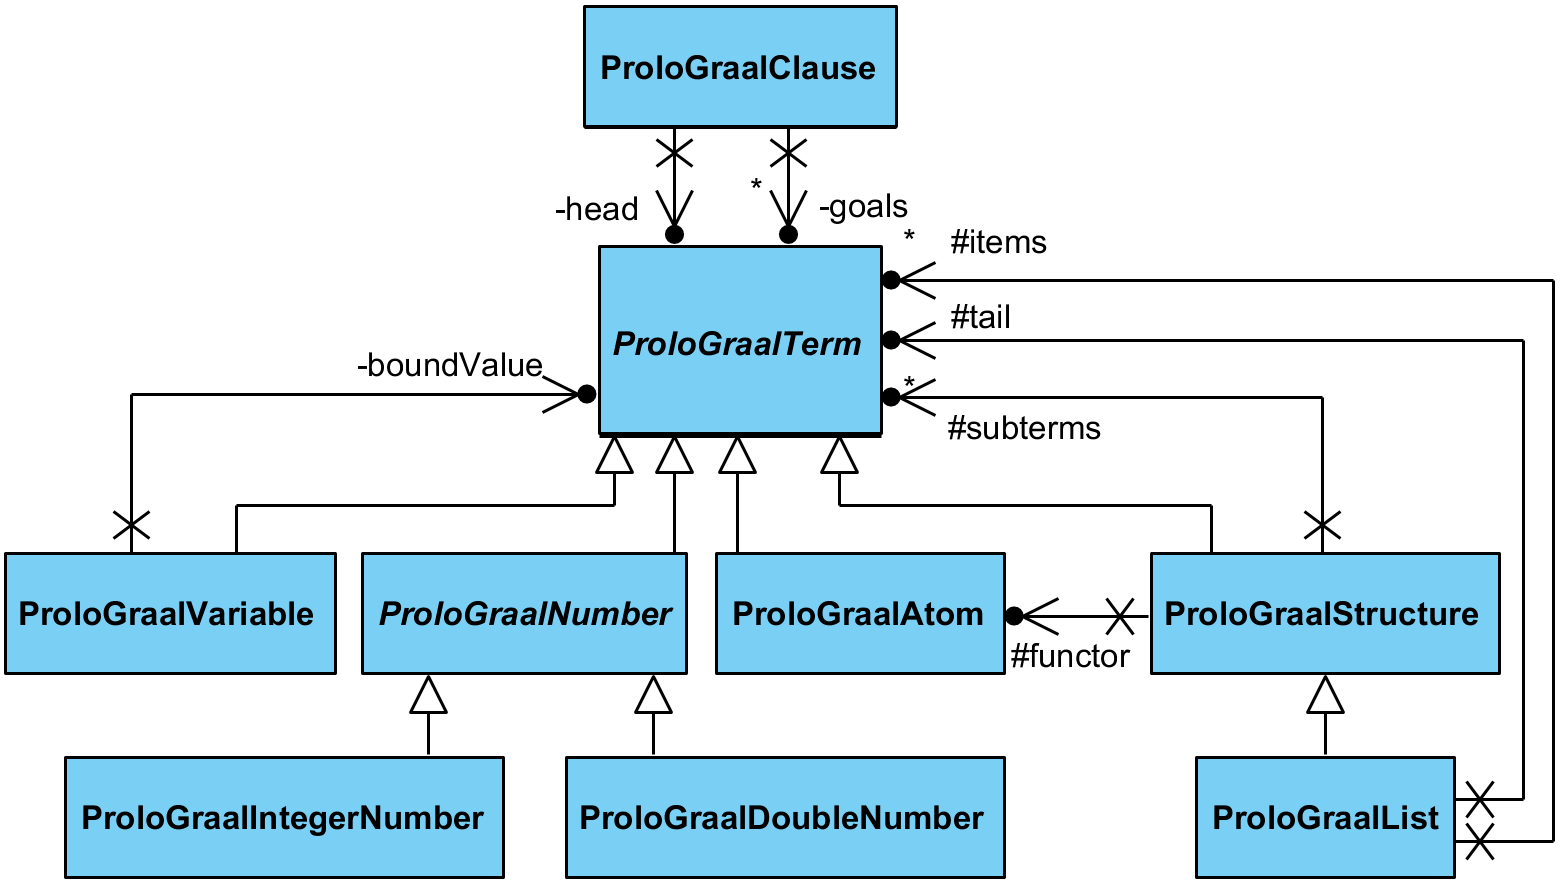 ProloGraalClause
-head
*
-goals
*
#items
ProloGraalTerm
#tail
-boundValue
*
#subterms
ProloGraalVariable
ProloGraalNumber
ProloGraalAtom
#functor
ProloGraalStructure
ProloGraalIntegerNumber
ProloGraalDoubleNumber
ProloGraalList